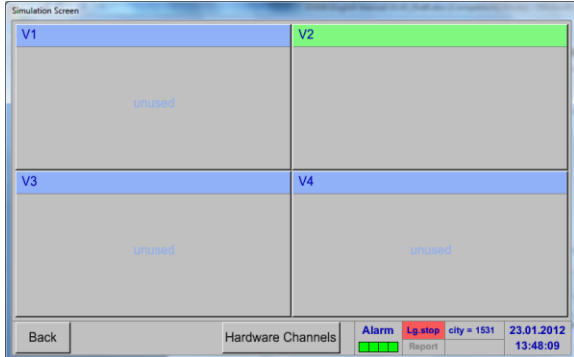 Simulation Screen
V1
V2
unused
V3
V4
unused
unused
Back
Hardware Channels
Alarm
Lg.stop
city = 1531
23.01.2012
Report
13:48:09